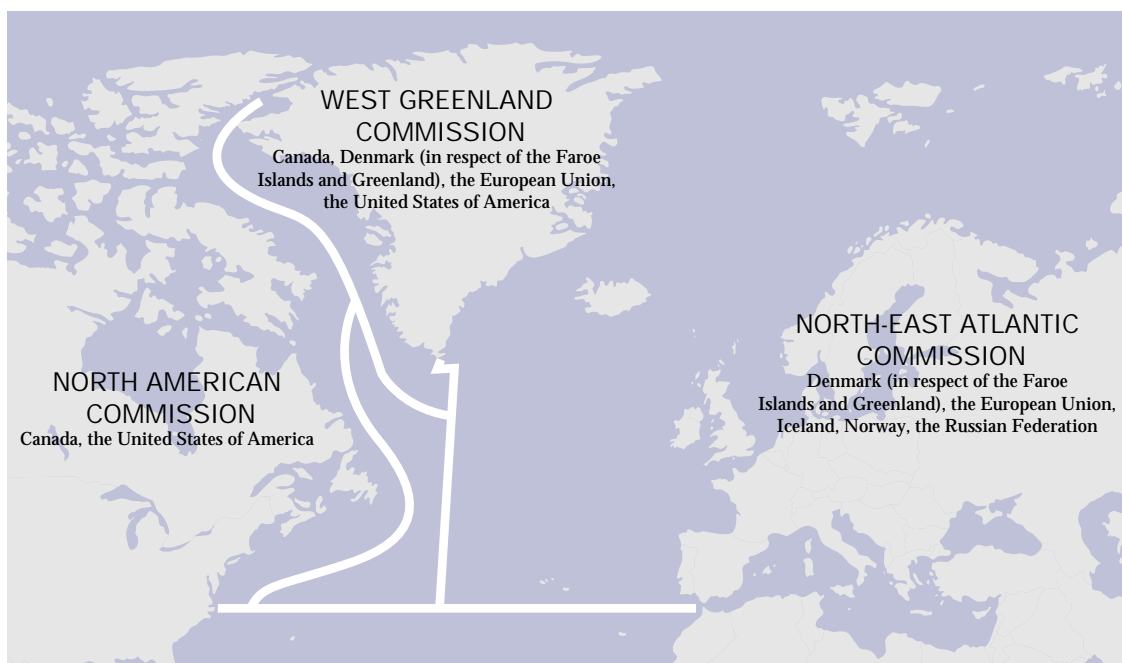 WEST GREENLAND
COMMISSION
Canada, Denmark (in respect of the Faroe
Islands and Greenland), the European Union,
the United States of America
NORTH-EAST ATLANTIC
COMMISSION
Denmark (in respect of the Faroe
Islands and Greenland), the European Union,
Iceland, Norway, the Russian Federation
NORTH AMERICAN
COMMISSION
Canada, the United States of America